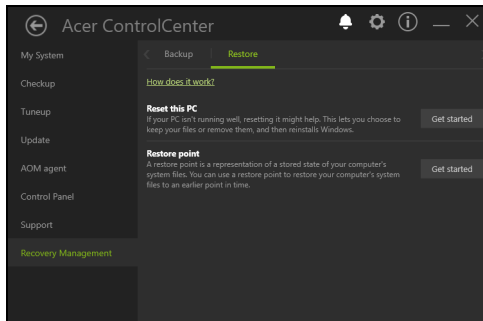 Acer ControlCenter
My System
Backup
Restore
Checkup
How does it work?
Tuneup
Reset this PC
If your PC isn't running well, resetting it might help. This lets you choose to
keep your files or remove them, and then reinstalls Windows.
Get started
Update
Restore point
A restore point is a representation of a stored state of your computer's
system files. You can use a restore point to restore your computer's system
files to an earlier point in time.
Get started
AOM agent
Control Panel
Support
Recovery Management